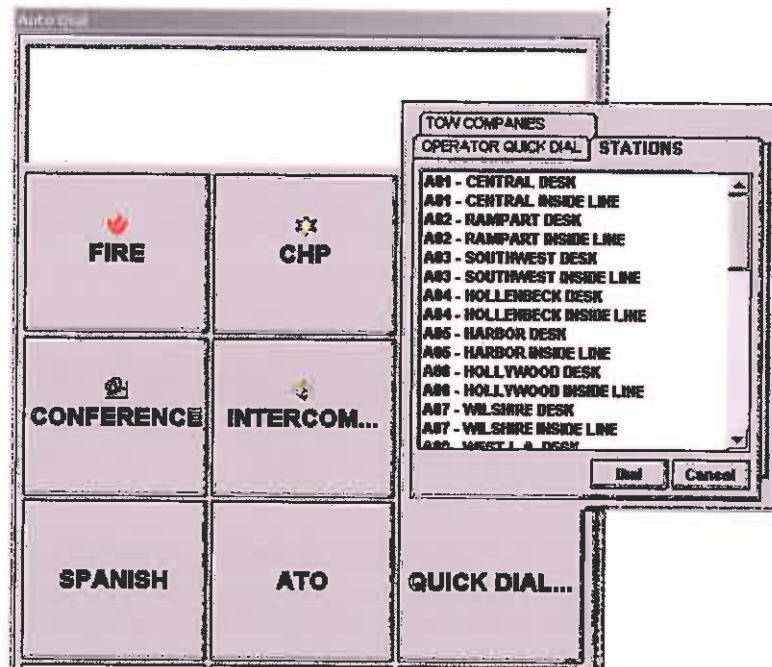 Auto Dial
FIRE
CHP
CONFERENCE
INTERCOM...
SPANISH
ATO
QUICK DIAL...
TOW COMPANIES
OPERATOR QUICK DIAL
STATIONS
A01 - CENTRAL DESK
A01 - CENTRAL INSIDE LINE
A02 - RAMPART DESK
A02 - RAMPART INSIDE LINE
A03 - SOUTHWEST DESK
A03 - SOUTHWEST INSIDE LINE
A04 - HOLLENBECK DESK
A04 - HOLLENBECK INSIDE LINE
A05 - HARBOR DESK
A05 - HARBOR INSIDE LINE
A06 - HOLLYWOOD DESK
A06 - HOLLYWOOD INSIDE LINE
A07 - WILSHIRE DESK
A07 - WILSHIRE INSIDE LINE
WEST L.A. DESK
Dial
Cancel